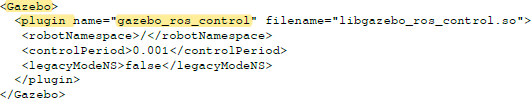 <Gazebo>
<plugin name="gazebo_ros_control" filename="libgazebo_ros_control.so">
<robotNamespace>/</robotNamespace>
<controlPeriod>0.001</controlPeriod>
<legacyModeNS>false</legacyModeNS>
</plugin>
</Gazebo>